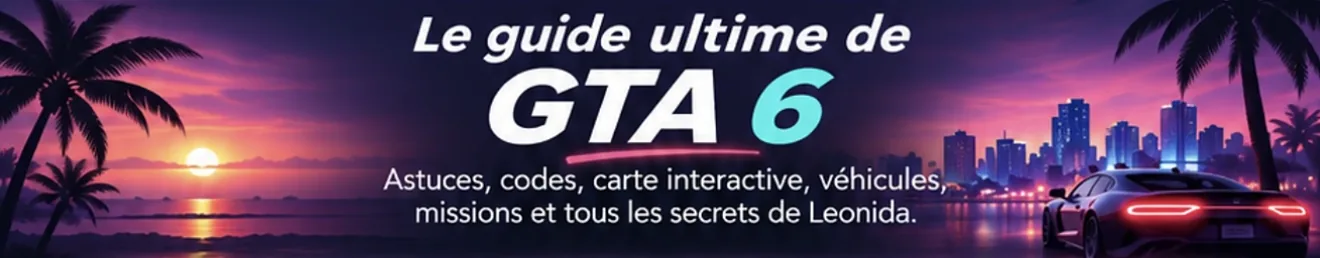 Le guide ultime de
GTA 6
Astuces, codes, carte interactive, véhicules,
missions et tous les secrets de Leonida.